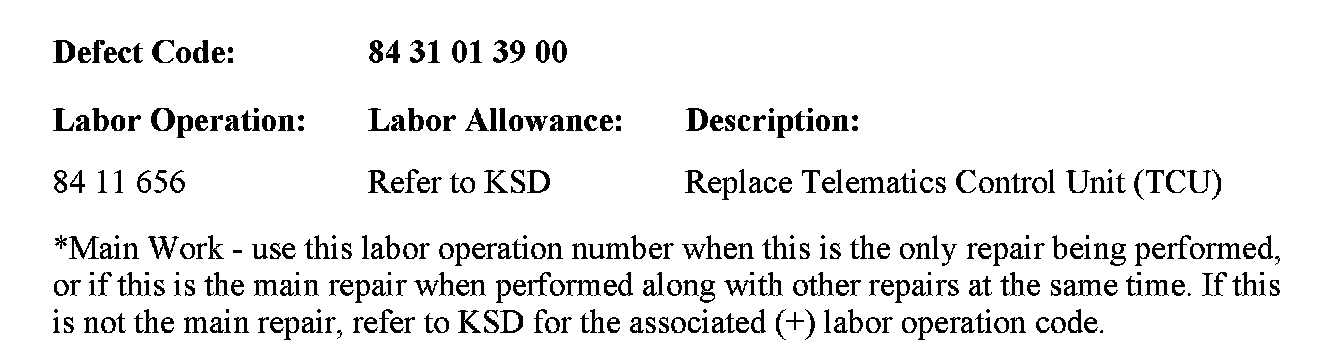 Defect Code: 84 31 01 39 00
Labor Operation: Labor Allowance: Description:
84 11 656 Refer to KSD Replace Telematics Control Unit (TCU)
*Main Work - use this labor operation number when this is the only repair being performed,
or if this is the main repair when performed along with other repairs at the same time. If this
is not the main repair, refer to KSD for the associated (+) labor operation code.